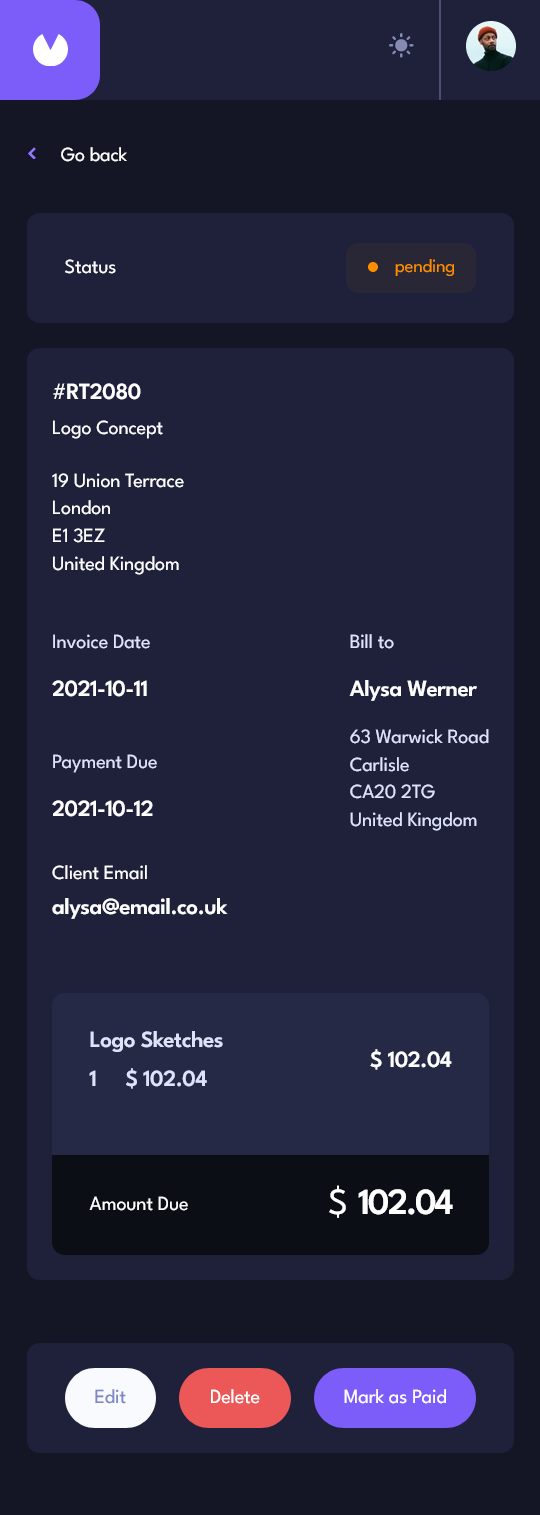 Go back
Status
pending
#RT2080
Logo Concept
19 Union Terrace
London
E1 3EZ
United Kingdom
Invoice Date
2021-10-11
Payment Due
2021-10-12
Bill to
Alysa Werner
63 Warwick Road
Carlisle
CA20 2TG
United Kingdom
Client Email
alysa@email.co.uk
Logo Sketches
1 $ 102.04
$ 102.04
Amount Due
$ 102.04
Edit
Delete
Mark as Paid